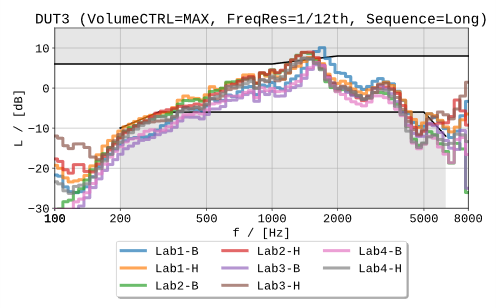 DUT3 (VolumeCTRL=MAX, FreqRes=1/12th, Sequence=Long)
10
0
−10
−20
−30
L / [dB]
100 200 500 1000 2000 5000 8000
f / [Hz]
Lab1-B Lab2-H Lab4-B
Lab1-H Lab3-B Lab4-H
Lab2-B Lab3-H